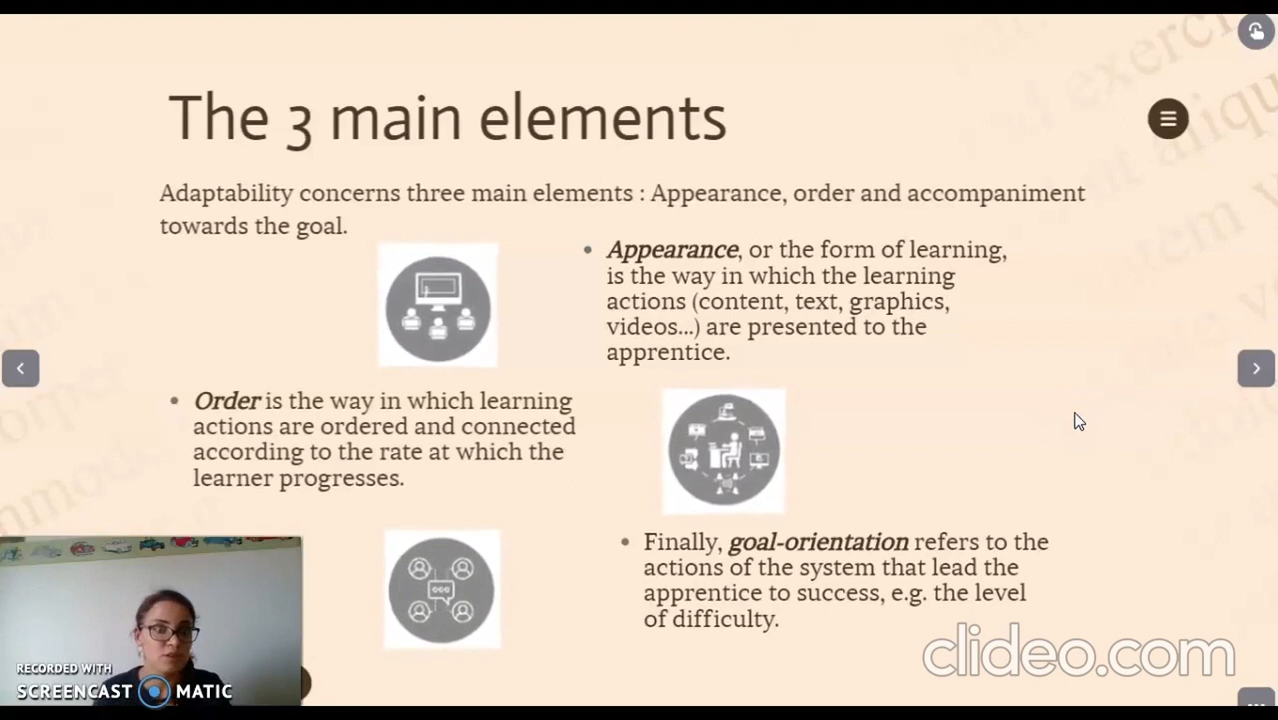 The 3 main elements
Adaptability concerns three main elements : Appearance, order and accompaniment
towards the goal.
• Appearance, or the form of learning,
is the way in which the learning
actions (content, text, graphics,
videos...) are presented to the
apprentice.
• Order is the way in which learning
actions are ordered and connected
according to the rate at which the
learner progresses.
• Finally, goal-orientation refers to the
actions of the system that lead the
apprentice to success, e.g. the level
of difficulty.
RECORDED WITH
SCREENCAST MATIC
clideo.com